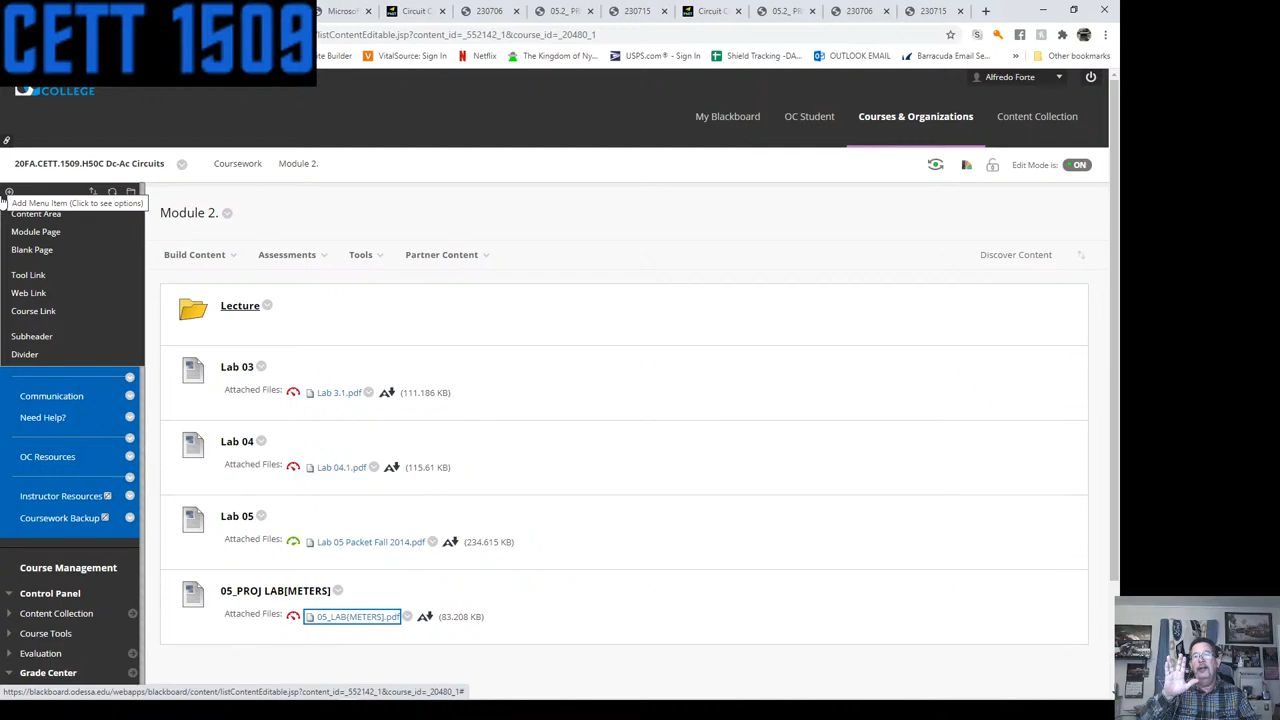 CETT 1509
Microsof
Circuit C
230706
05.2_ PR
230715
Circuit C
05.2_ PR
230706
230715
listContentEditable.jsp?content_id=_552142_1&course_id=_20480_1
te Builder
VitalSource: Sign In
Netflix
The Kingdom of Ny...
USPS.com® - Sign In
Shield Tracking -DA...
OUTLOOK EMAIL
Barracuda Email Sec...
»
Other bookmarks
COLLEGE
Alfredo Forte
My Blackboard
OC Student
Courses & Organizations
Content Collection
20FA.CETT.1509.H50C Dc-Ac Circuits
Coursework
Module 2.
Edit Mode is:
ON
Add Menu Item (Click to see options)
Content Area
Module Page
Blank Page
Tool Link
Web Link
Course Link
Subheader
Divider
Communication
Need Help?
OC Resources
Instructor Resources
Coursework Backup
Course Management
Control Panel
Content Collection
Course Tools
Evaluation
Grade Center
Module 2.
Build Content
Assessments
Tools
Partner Content
Discover Content
Lecture
Lab 03
Attached Files:
Lab 3.1.pdf
(111.186 KB)
Lab 04
Attached Files:
Lab 04.1.pdf
(115.61 KB)
Lab 05
Attached Files:
Lab 05 Packet Fall 2014.pdf
(234.615 KB)
05_PROJ LAB[METERS]
Attached Files:
05_LAB[METERS].pdf
(83.208 KB)
https://blackboard.odessa.edu/webapps/blackboard/content/listContentEditable.jsp?content_id=_552142_1&course_id=_20480_1#